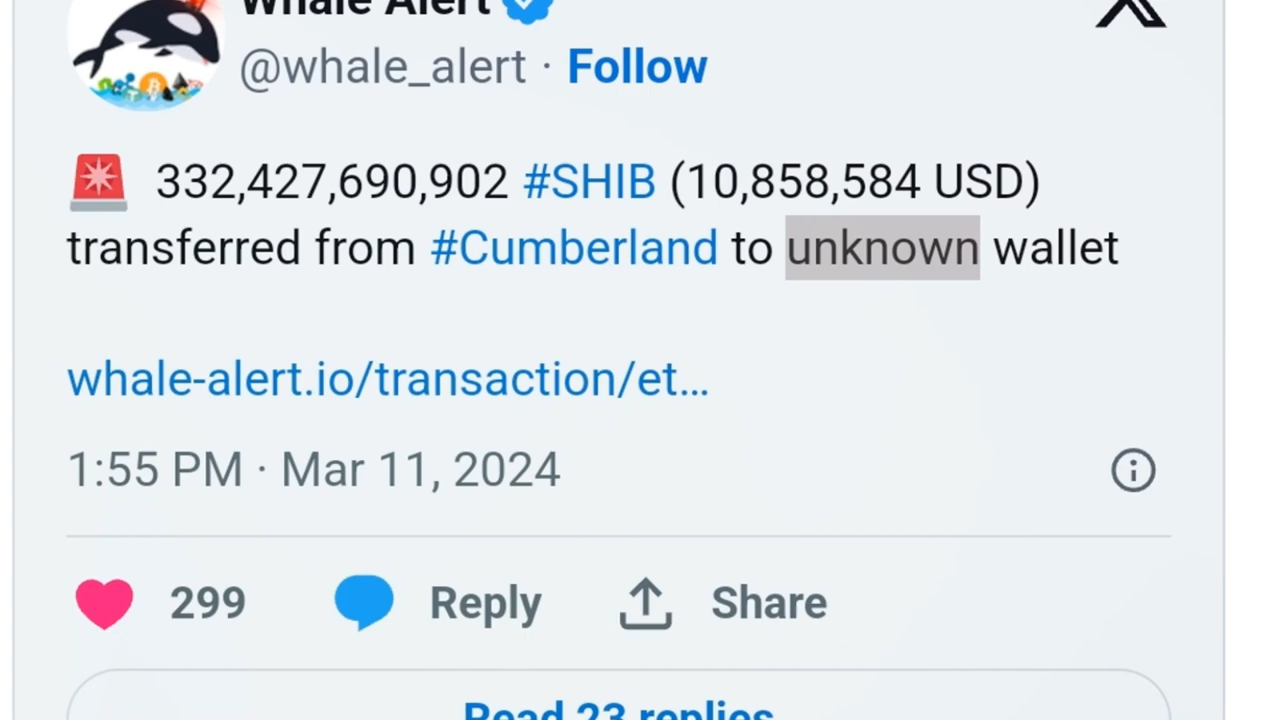 Whale Alert
@whale_alert · Follow
🚨 332,427,690,902 #SHIB (10,858,584 USD)
transferred from #Cumberland to unknown wallet
whale-alert.io/transaction/et…
1:55 PM · Mar 11, 2024
299 Reply Share
Read 23 replies